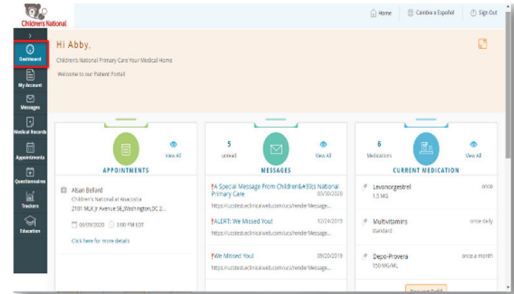 Children's National
Home
Cambie a Español
Sign Out
Dashboard
My Account
Messages
Medical Records
Appointments
Questionnaires
Trackers
Education
Hi Abby,
Children's National Primary Care Your Medical Home
Welcome to our Patient Portal!
View All
APPOINTMENTS
Alsan Bellard
Children's National at Anacostia
2101 MLK Jr Avenue SE,Washington,DC 2...
3:00 PM EDT
Click here for more details
5
unread
View All
MESSAGES
!A Special Message From Children&#39;s National
Primary Care
!ALERT: We Missed You!
12/24/2019
!We Missed You!
09/20/2019
6
Medications
View All
CURRENT MEDICATION
Levonorgestrel
once
1.5 MG
Multivitamins
once daily
standard
Depo-Provera
once a month
150 MG/ML